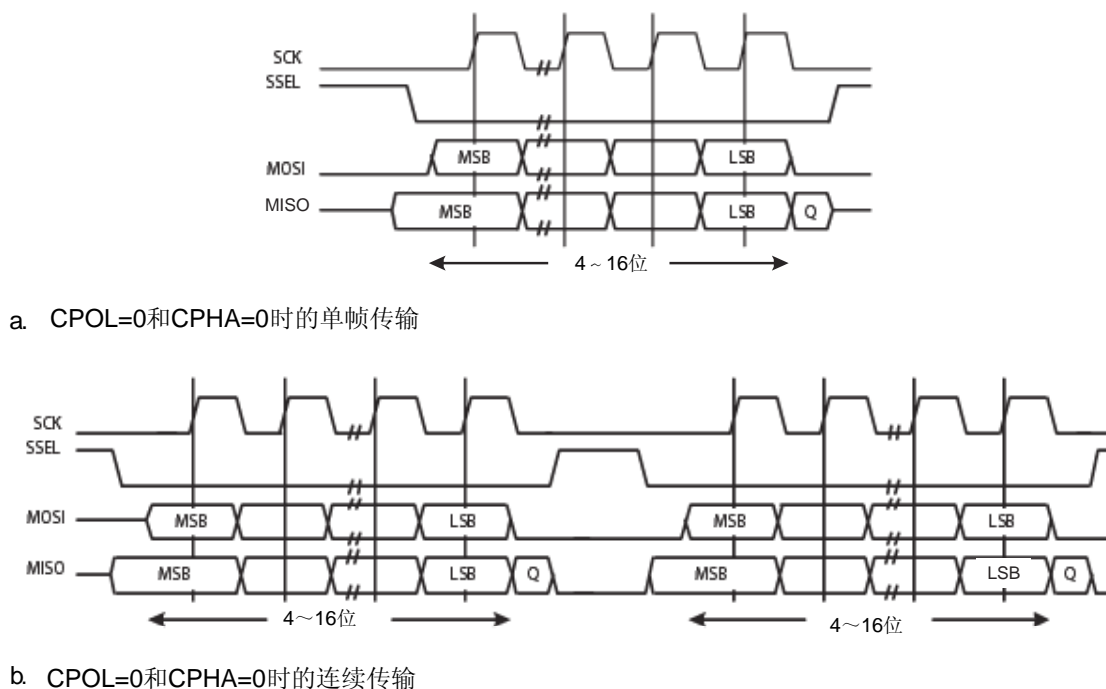 SCK
SSEL
MOSI
MSB
LSB
MISO
MSB
LSB
Q
4～16位
a. CPOL=0和CPHA=0时的单帧传输
SCK
SSEL
MOSI
MSB
LSB
MSB
LSB
MISO
MSB
LSB
Q
MSB
LSB
Q
4～16位
4～16位
b. CPOL=0和CPHA=0时的连续传输